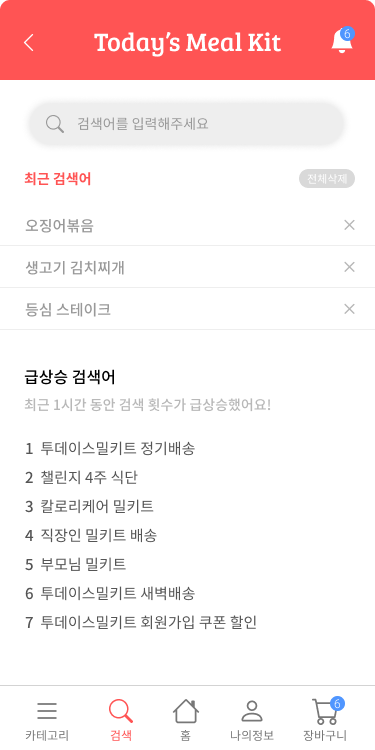 Today's Meal Kit
6
검색어를 입력해주세요
최근 검색어
전체삭제
오징어볶음
생고기 김치찌개
등심 스테이크
급상승 검색어
최근 1시간 동안 검색 횟수가 급상승했어요!
1 투데이스밀키트 정기배송
2 챌린지 4주 식단
3 칼로리케어 밀키트
4 직장인 밀키트 배송
5 부모님 밀키트
6 투데이스밀키트 새벽배송
7 투데이스밀키트 회원가입 쿠폰 할인
6
카테고리
검색
홈
나의정보
장바구니